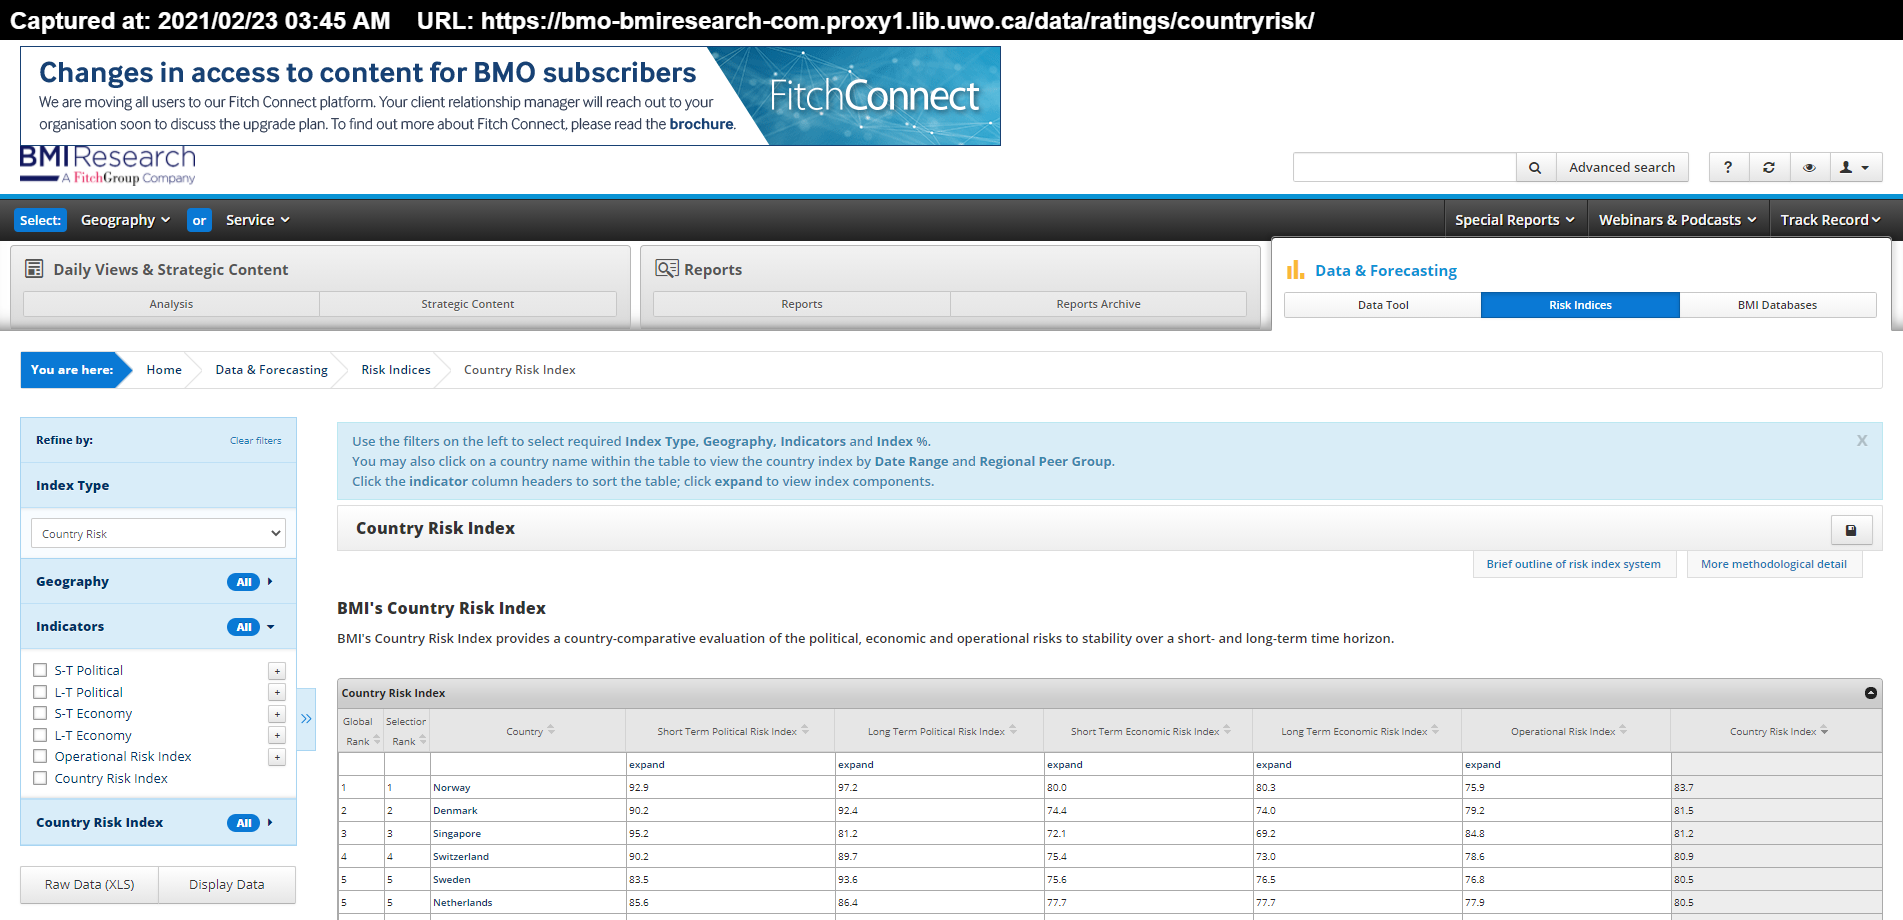 Captured at: 2021/02/23 03:45 AM    URL: https://bmo-bmiresearch-com.proxy1.lib.uwo.ca/data/ratings/countryrisk/
Changes in access to content for BMO subscribers
We are moving all users to our Fitch Connect platform. Your client relationship manager will reach out to your
organisation soon to discuss the upgrade plan. To find out more about Fitch Connect, please read the brochure.
FitchConnect
BMIResearch
A FitchGroup Company
Advanced search
?
Select: Geography or Service
Special Reports Webinars & Podcasts Track Record
Daily Views & Strategic Content
Analysis Strategic Content
Reports
Reports Reports Archive
Data & Forecasting
Data Tool Risk Indices BMI Databases
You are here: Home Data & Forecasting Risk Indices Country Risk Index
Refine by: Clear filters
Index Type
Country Risk
Geography All
Indicators All
S-T Political +
L-T Political +
S-T Economy +
L-T Economy +
Operational Risk Index +
Country Risk Index
Country Risk Index All
Raw Data (XLS) Display Data
»
Use the filters on the left to select required Index Type, Geography, Indicators and Index %.
X
You may also click on a country name within the table to view the country index by Date Range and Regional Peer Group.
Click the indicator column headers to sort the table; click expand to view index components.
Country Risk Index
Brief outline of risk index system More methodological detail
BMI's Country Risk Index
BMI's Country Risk Index provides a country-comparative evaluation of the political, economic and operational risks to stability over a short- and long-term time horizon.
Country Risk Index
Global Rank Selection Rank Country Short Term Political Risk Index Long Term Political Risk Index Short Term Economic Risk Index Long Term Economic Risk Index Operational Risk Index Country Risk Index
expand expand expand expand expand
1 1 Norway 92.9 97.2 80.0 80.3 75.9 83.7
2 2 Denmark 90.2 92.4 74.4 74.0 79.2 81.5
3 3 Singapore 95.2 81.2 72.1 69.2 84.8 81.2
4 4 Switzerland 90.2 89.7 75.4 73.0 78.6 80.9
5 5 Sweden 83.5 93.6 75.6 76.5 76.8 80.5
5 5 Netherlands 85.6 86.4 77.7 77.7 77.9 80.5